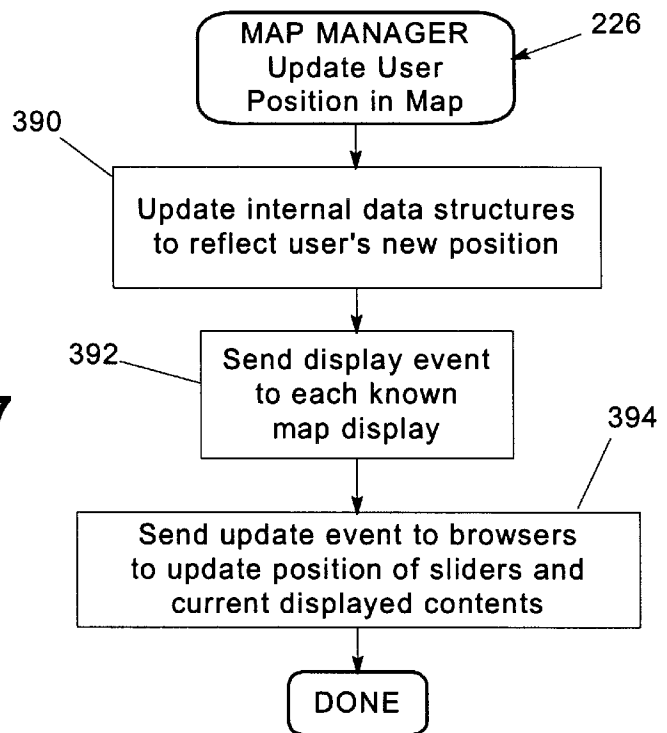 MAP MANAGER
Update User
Position in Map
226
390
Update internal data structures
to reflect user's new position
392
Send display event
to each known
map display
7
394
Send update event to browsers
to update position of sliders and
current displayed contents
DONE